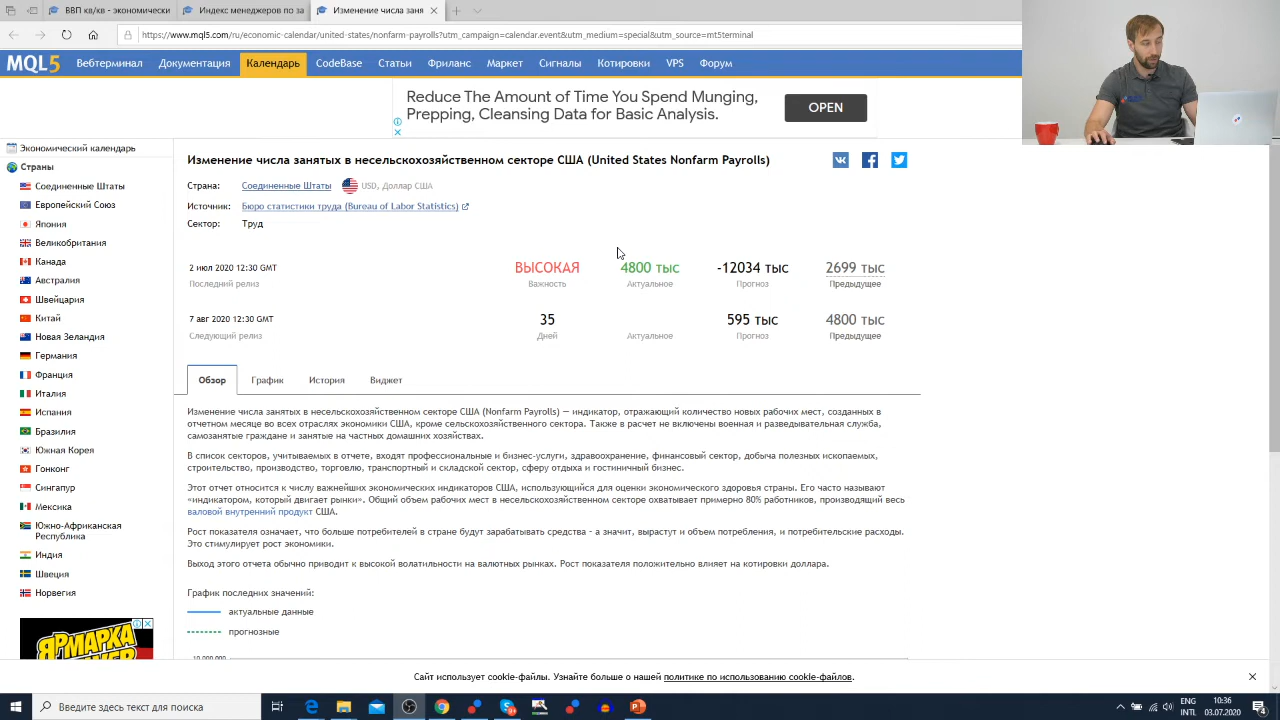 Экономический
ВВП кв/кв - экономически
Изменение числа заня
https://www.mql5.com/ru/economic-calendar/united-states/nonfarm-payrolls?utm_campaign=calendar.event&utm_medium=special&utm_source=mt5terminal
MQL5 Вебтерминал Документация Календарь CodeBase Статьи Фриланс Маркет Сигналы Котировки VPS Форум
Reduce The Amount of Time You Spend Munging,
Prepping, Cleansing Data for Basic Analysis.
OPEN
Экономический календарь
Страны
Соединенные Штаты
Европейский Союз
Япония
Великобритания
Канада
Австралия
Швейцария
Китай
Новая Зеландия
Германия
Франция
Италия
Испания
Бразилия
Южная Корея
Гонконг
Сингапур
Мексика
Южно-Африканская
Республика
Индия
Швеция
Норвегия
ЯРМАРКА
Изменение числа занятых в несельскохозяйственном секторе США (United States Nonfarm Payrolls)
Страна: Соединенные Штаты USD, Доллар США
Источник: Бюро статистики труда (Bureau of Labor Statistics)
Сектор: Труд
2 июл 2020 12:30 GMT ВЫСОКАЯ 4800 тыс -12034 тыс 2699 тыс
Последний релиз Важность Актуальное Прогноз Предыдущее
7 авг 2020 12:30 GMT 35 595 тыс 4800 тыс
Следующий релиз Дней Актуальное Прогноз Предыдущее
Обзор График История Виджет
Изменение числа занятых в несельскохозяйственном секторе США (Nonfarm Payrolls) — индикатор, отражающий количество новых рабочих мест, созданных в
отчетном месяце во всех отраслях экономики США, кроме сельскохозяйственного сектора. Также в расчет не включены военная и разведывательная служба,
самозанятые граждане и занятые на частных домашних хозяйствах.
В список секторов, учитываемых в отчете, входят профессиональные и бизнес-услуги, здравоохранение, финансовый сектор, добыча полезных ископаемых,
строительство, производство, торговлю, транспортный и складской сектор, сферу отдыха и гостиничный бизнес.
Этот отчет относится к числу важнейших экономических индикаторов США, использующийся для оценки экономического здоровья страны. Его часто называют
«индикатором, который двигает рынки». Общий объем рабочих мест в несельскохозяйственном секторе охватывает примерно 80% работников, производящий весь
валовой внутренний продукт США.
Рост показателя означает, что больше потребителей в стране будут зарабатывать средства - а значит, вырастут и объем потребления, и потребительские расходы.
Это стимулирует рост экономики.
Выход этого отчета обычно приводит к высокой волатильности на валютных рынках. Рост показателя положительно влияет на котировки доллара.
График последних значений:
актуальные данные
прогнозные
10 000 000
Сайт использует cookie-файлы. Узнайте больше о нашей политике по использованию cookie-файлов.
Введите здесь текст для поиска
ENG
INTL
10:36
03.07.2020
4